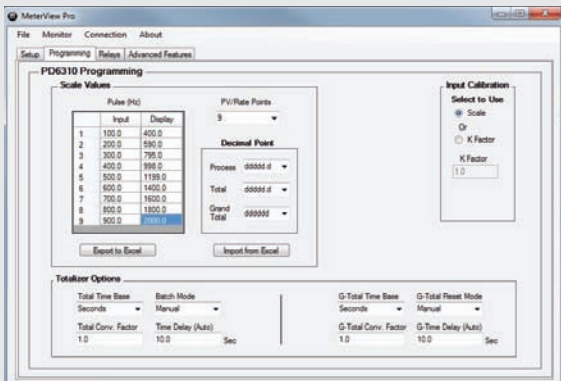 MeterView Pro
File Monitor Connection About
Setup Programming Relays Advanced Features
PD6310 Programming
Scale Values
Pulse (Hz)
Input Display
1 100.0 400.0
2 200.0 590.0
3 300.0 795.0
4 400.0 998.0
5 500.0 1199.0
6 600.0 1400.0
7 700.0 1600.0
8 800.0 1800.0
9 900.0 2000.0
Export to Excel
PV/Rate Points
9
Decimal Point
Process ddddd.d
Total ddddd.d
Grand Total dddddd
Import from Excel
Input Calibration
Select to Use
Scale
Or
K Factor
K Factor
1.0
Totalizer Options
Total Time Base Batch Mode
Seconds Manual
Total Conv. Factor Time Delay (Auto)
1.0 10.0 Sec
G-Total Time Base G-Total Reset Mode
Seconds Manual
G-Total Conv. Factor G-Time Delay (Auto)
1.0 10.0 Sec